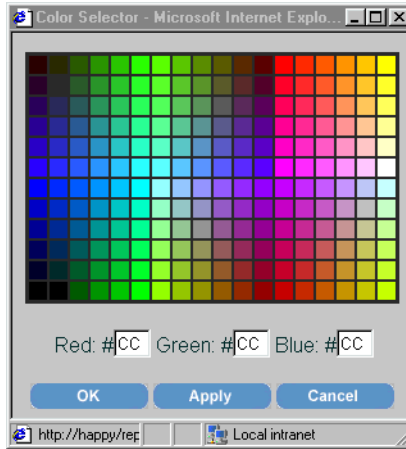 Color Selector - Microsoft Internet Explo...
Red: #CC Green: #CC Blue: #CC
OK Apply Cancel
http://happy/rep Local intranet